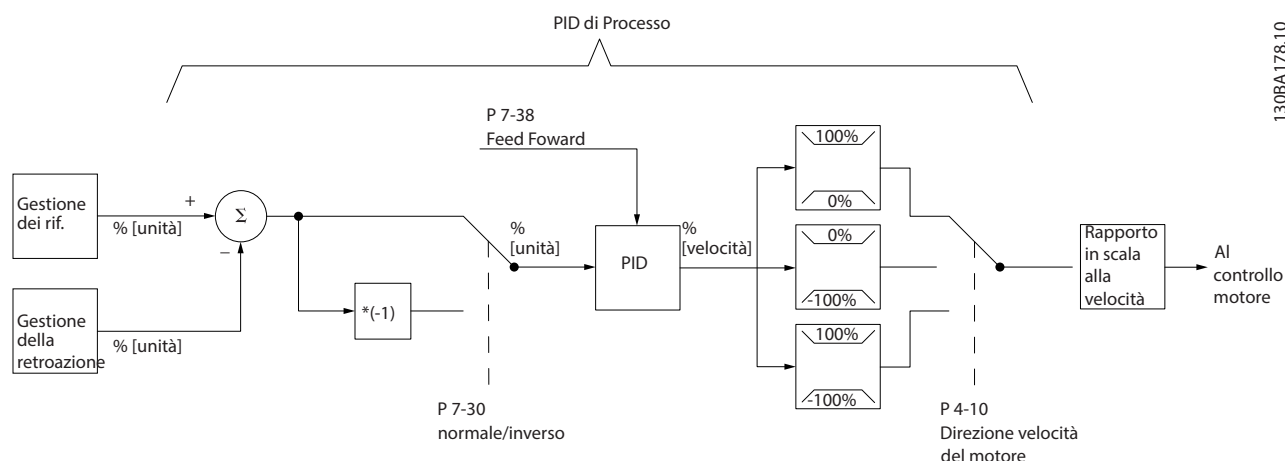 PID di Processo
130BA178.10
P 7-38
Feed Foward
100%
0%
Gestione
dei rif.
% [unità]
+
Σ
−
%
[unità]
PID
%
[velocità]
0%
-100%
Rapporto
in scala
alla
velocità
Al
controllo
motore
Gestione
della
retroazione
% [unità]
*(-1)
100%
-100%
P 7-30
normale/inverso
P 4-10
Direzione velocità
del motore